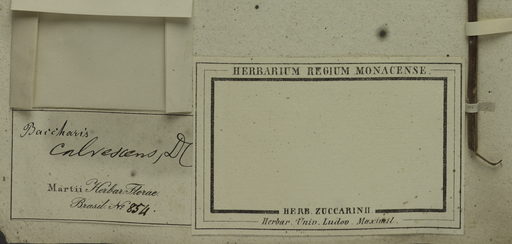 Baccharis
calvescens, DC
Martii Herbar. Florae
Brasil. No 854.
HERBARIUM REGIUM MONACENSE.
HERB. ZUCCARINII
Herbar. Univ. Ludov. Maximil.